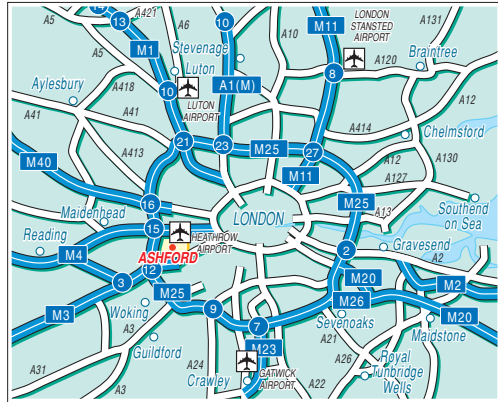 14
13
A421
A5
A5
A6
M1
Stevenage
Luton
10
A10
M11
LONDON
STANSTED
AIRPORT
A131
Braintree
8
A120
Aylesbury
A418
A41
A41
10
LUTON
AIRPORT
A1(M)
A12
A413
M40
21
23
M25
27
M11
A414
Chelmsford
A12
A130
A127
16
Maidenhead
15
Reading
LONDON
M25
A13
Southend
on Sea
HEATHROW
AIRPORT
ASHFORD
M4
3
12
2
Gravesend
A2
M20
M2
A2
M25
M3
Woking
9
7
M26
Sevenoaks
M20
Maidstone
A3
Guildford
M23
A21
A26
Royal
Tunbridge
Wells
A31
A3
A24
Crawley
GATWICK
AIRPORT
A22